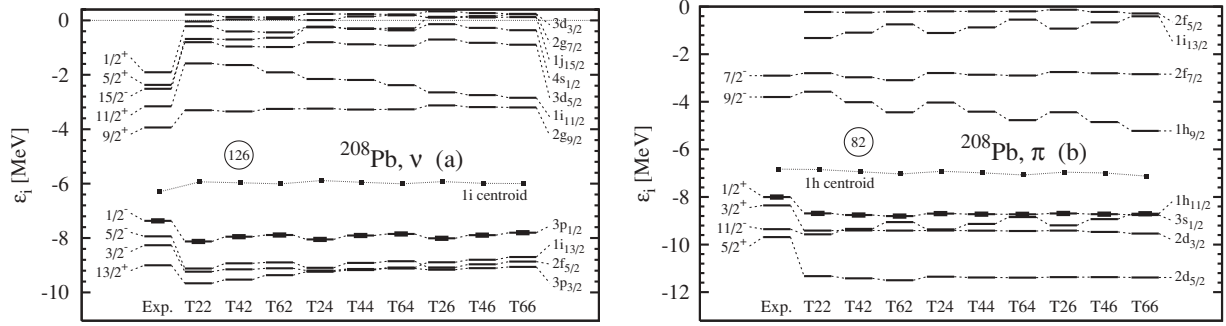 0
-2
-4
-6
-8
-10
ε_i [MeV]
1/2⁺
5/2⁺
15/2⁻
11/2⁺
9/2⁺
1/2⁻
5/2⁻
3/2⁻
13/2⁺
126
²⁰⁸Pb, ν (a)
1i centroid
3d_3/2
2g_7/2
1j_15/2
4s_1/2
3d_5/2
1i_11/2
2g_9/2
3p_1/2
1i_13/2
2f_5/2
3p_3/2
Exp. T22 T42 T62 T24 T44 T64 T26 T46 T66
0
-2
-4
-6
-8
-10
-12
ε_i [MeV]
7/2⁻
9/2⁻
1/2⁺
3/2⁺
11/2⁻
5/2⁺
82
²⁰⁸Pb, π (b)
1h centroid
2f_5/2
1i_13/2
2f_7/2
1h_9/2
1h_11/2
3s_1/2
2d_3/2
2d_5/2
Exp. T22 T42 T62 T24 T44 T64 T26 T46 T66